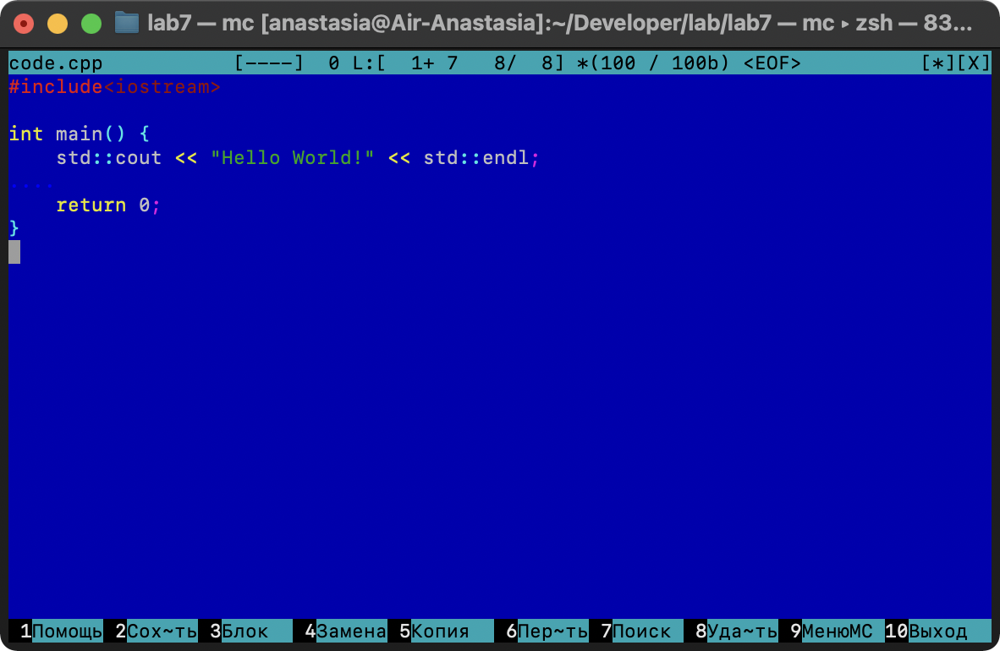 lab7 — mc [anastasia@Air-Anastasia]:~/Developer/lab/lab7 — mc ▸ zsh — 83...
code.cpp           [----]  0 L:[  1+ 7   8/  8] *(100 / 100b) <EOF>          [*][X]
#include<iostream>
int main() {
    std::cout << "Hello World!" << std::endl;
....
    return 0;
}
1Помощь 2Сох~ть 3Блок 4Замена 5Копия 6Пер~ть 7Поиск 8Уда~ть 9МенюMC 10Выход